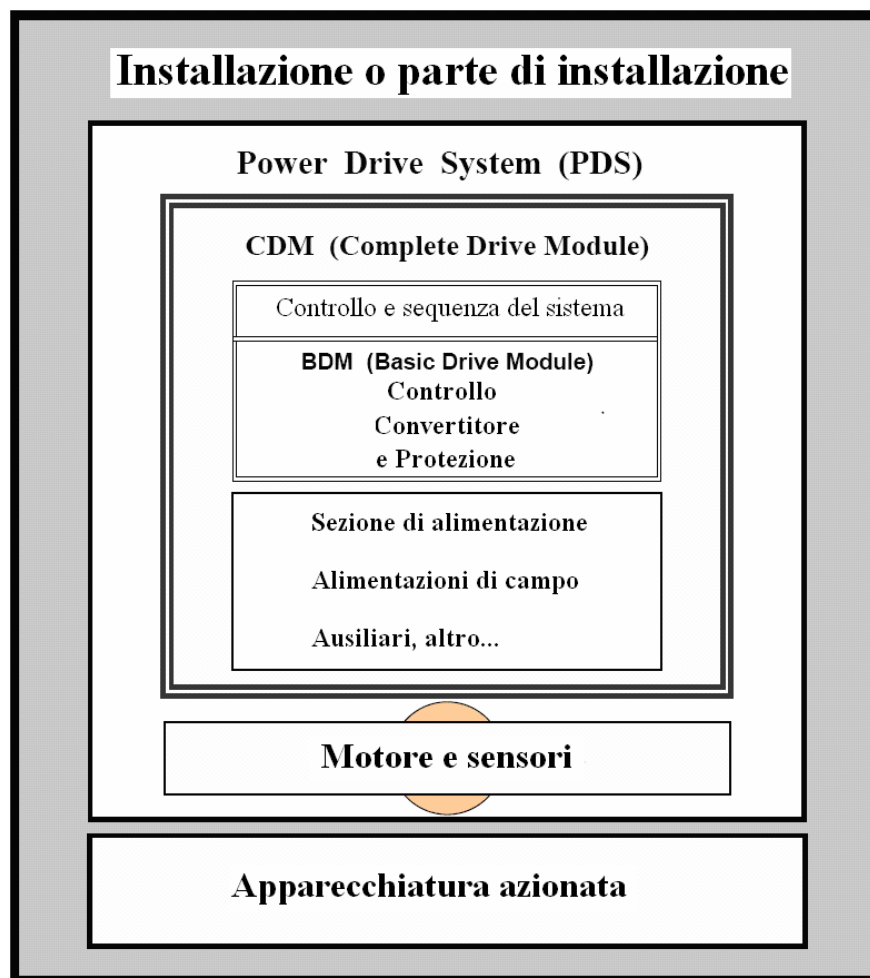 Installazione o parte di installazione
Power Drive System (PDS)
CDM (Complete Drive Module)
Controllo e sequenza del sistema
BDM (Basic Drive Module)
Controllo
Convertitore
e Protezione
Sezione di alimentazione
Alimentazioni di campo
Ausiliari, altro...
Motore e sensori
Apparecchiatura azionata